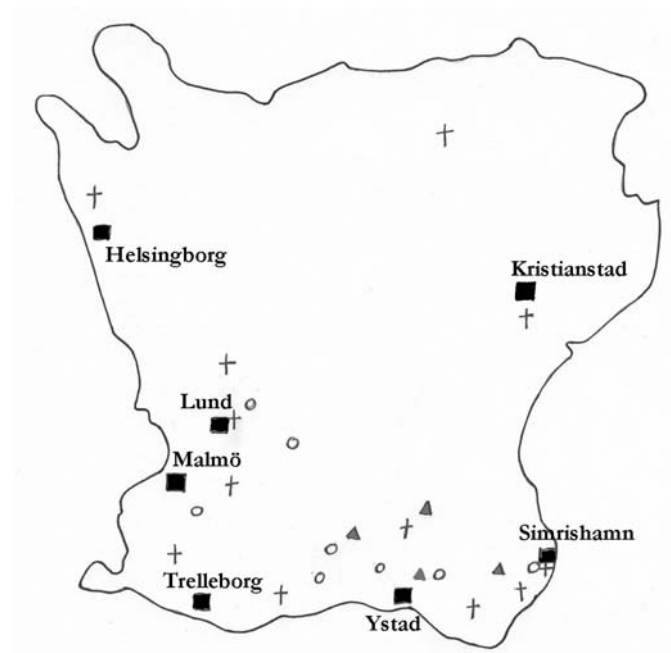 Helsingborg
Kristianstad
Lund
Malmö
Simrishamn
Trelleborg
Ystad